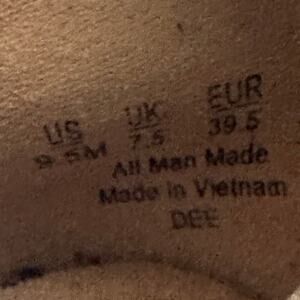 US UK EUR
9.5M 7.5 39.5
All Man Made
Made in Vietnam
DEE